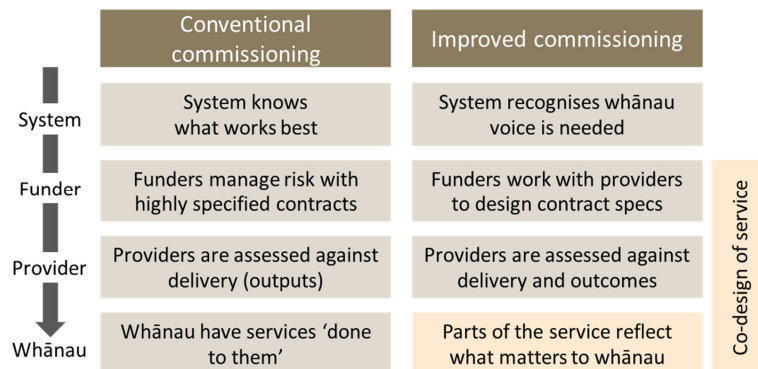 Conventional
commissioning
Improved commissioning
System
System knows
what works best
System recognises whānau
voice is needed
Funder
Funders manage risk with
highly specified contracts
Funders work with providers
to design contract specs
Provider
Providers are assessed against
delivery (outputs)
Providers are assessed against
delivery and outcomes
Whānau
Whānau have services ‘done
to them’
Parts of the service reflect
what matters to whānau
Co-design of service